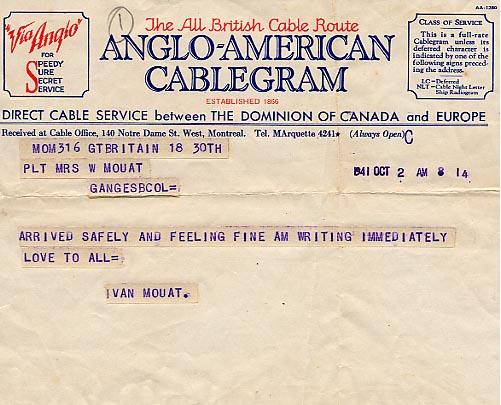 AA-1280
1
"Via Anglo"
FOR
SPEEDY
SURE
SECRET
SERVICE
The All British Cable Route
ANGLO-AMERICAN
CABLEGRAM
ESTABLISHED 1866
CLASS OF SERVICE
This is a full-rate
Cablegram unless its
deferred character is
indicated by one of the
following signs preced-
ing the address.
LC=Deferred
NLT=Cable Night Letter
Ship Radiogram
DIRECT CABLE SERVICE between THE DOMINION OF CANADA and EUROPE
Received at Cable Office, 140 Notre Dame St. West, Montreal. Tel. MArquette 4241★ (Always Open) C
MOM316 GTBRITAIN 18 30TH
PLT MRS W MOUAT
941 OCT 2 AM 8 14
GANGESBCOL=
ARRIVED SAFELY AND FEELING FINE AM WRITING IMMEDIATELY
LOVE TO ALL=
IVAN MOUAT.